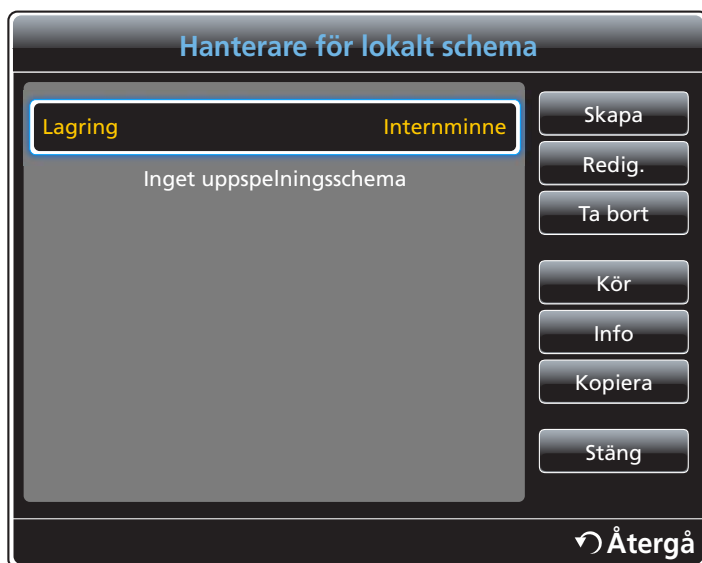 Hanterare för lokalt schema
Lagring Internminne
Inget uppspelningsschema
Skapa
Redig.
Ta bort
Kör
Info
Kopiera
Stäng
Återgå